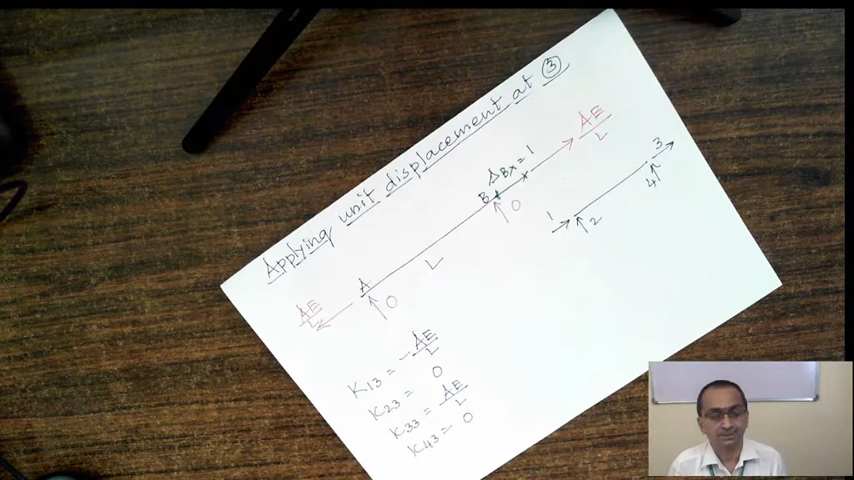 Applying unit displacement at ③
AE
L
ΔBx = 1
B
0
3
4
1
2
L
A
0
AE
L
K13 = -AE/L
K23 = 0
K33 = AE/L
K43 = 0